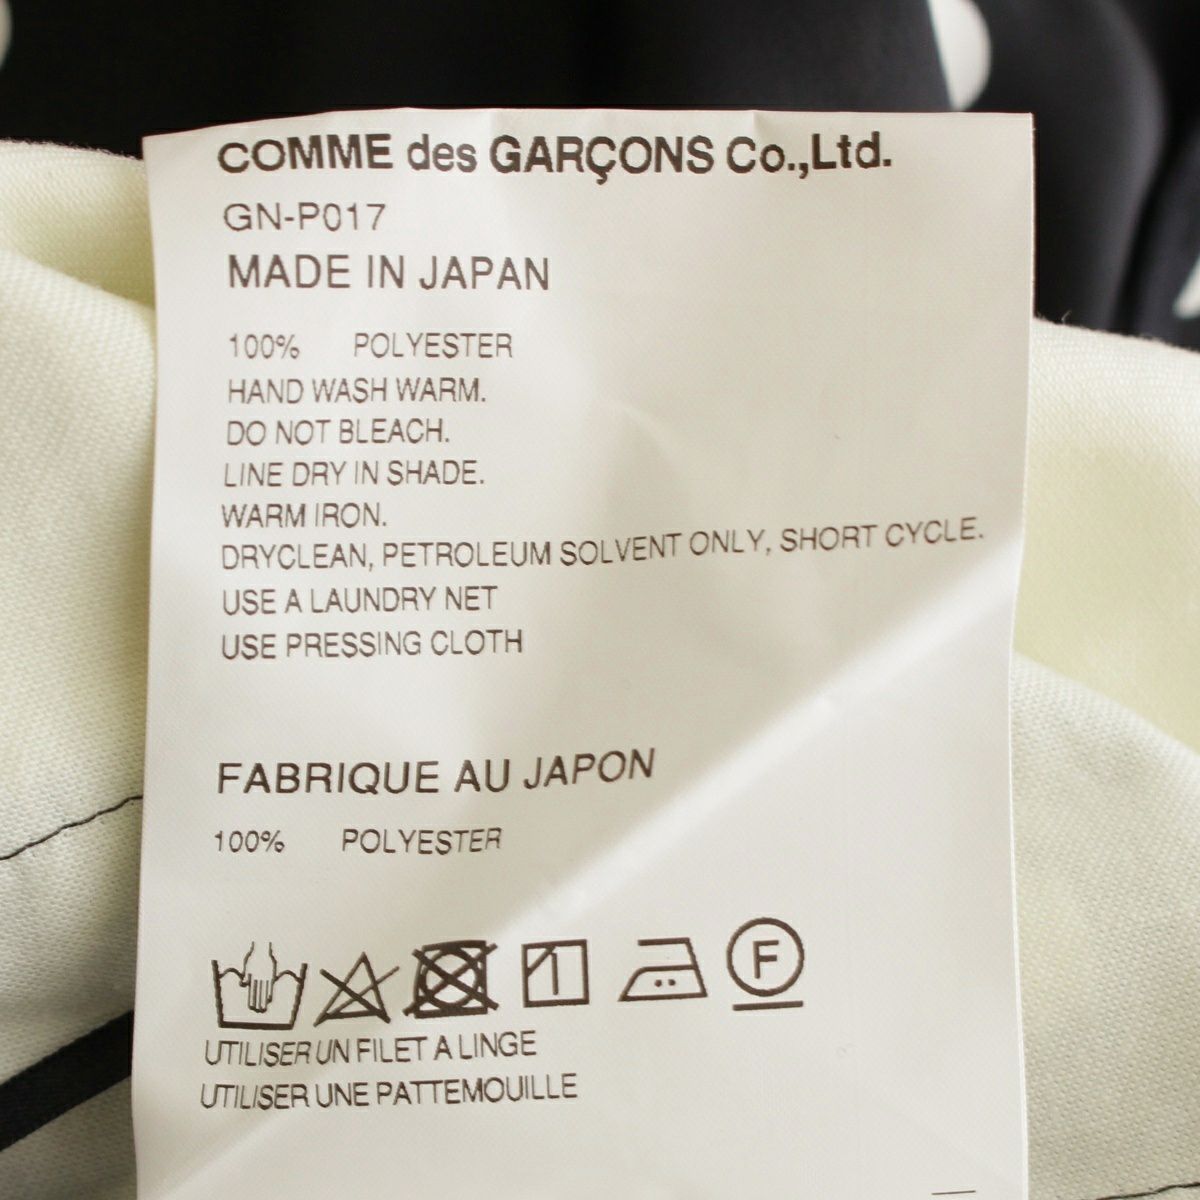 COMME des GARÇONS Co.,Ltd.
GN-P017
MADE IN JAPAN
100% POLYESTER
HAND WASH WARM.
DO NOT BLEACH.
LINE DRY IN SHADE.
WARM IRON.
DRYCLEAN, PETROLEUM SOLVENT ONLY, SHORT CYCLE.
USE A LAUNDRY NET
USE PRESSING CLOTH
FABRIQUE AU JAPON
100% POLYESTER
F
UTILISER UN FILET A LINGE
UTILISER UNE PATTEMOUILLE